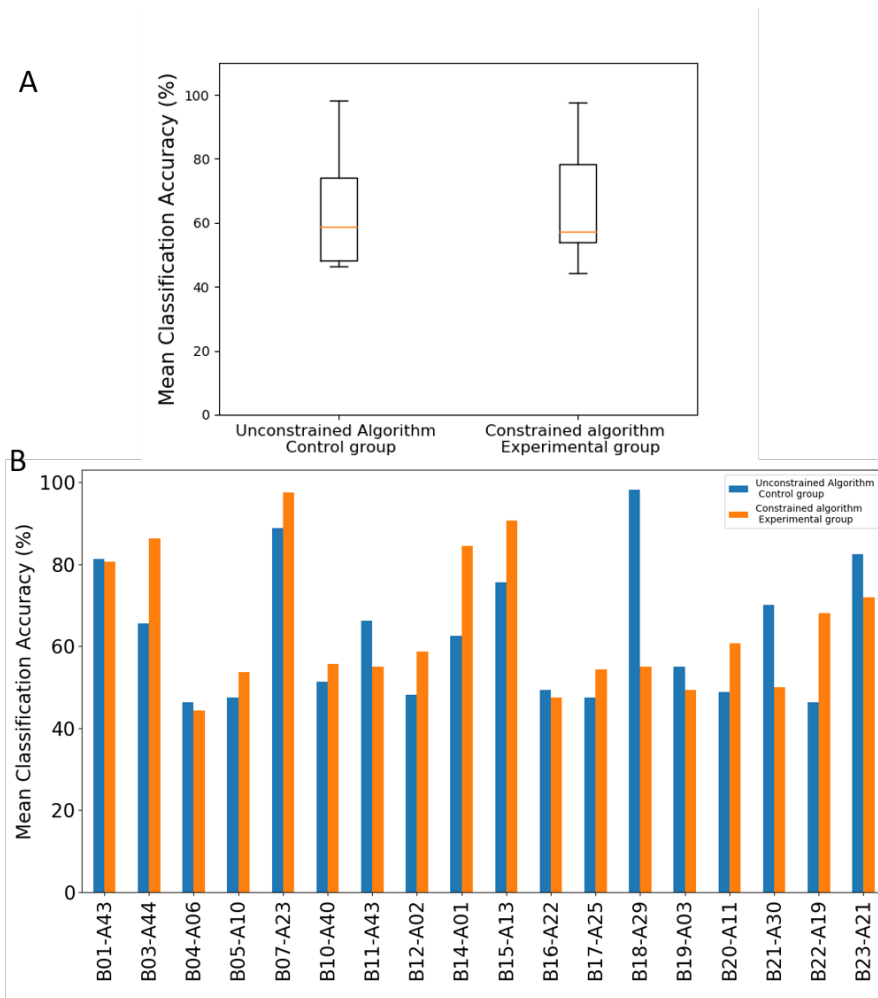 A
Mean Classification Accuracy (%)
100
80
60
40
20
0
Unconstrained Algorithm
Control group
Constrained algorithm
Experimental group
B
Mean Classification Accuracy (%)
100
80
60
40
20
0
Unconstrained Algorithm
Control group
Constrained algorithm
Experimental group
B01-A43
B03-A44
B04-A06
B05-A10
B07-A23
B10-A40
B11-A43
B12-A02
B14-A01
B15-A13
B16-A22
B17-A25
B18-A29
B19-A03
B20-A11
B21-A30
B22-A19
B23-A21